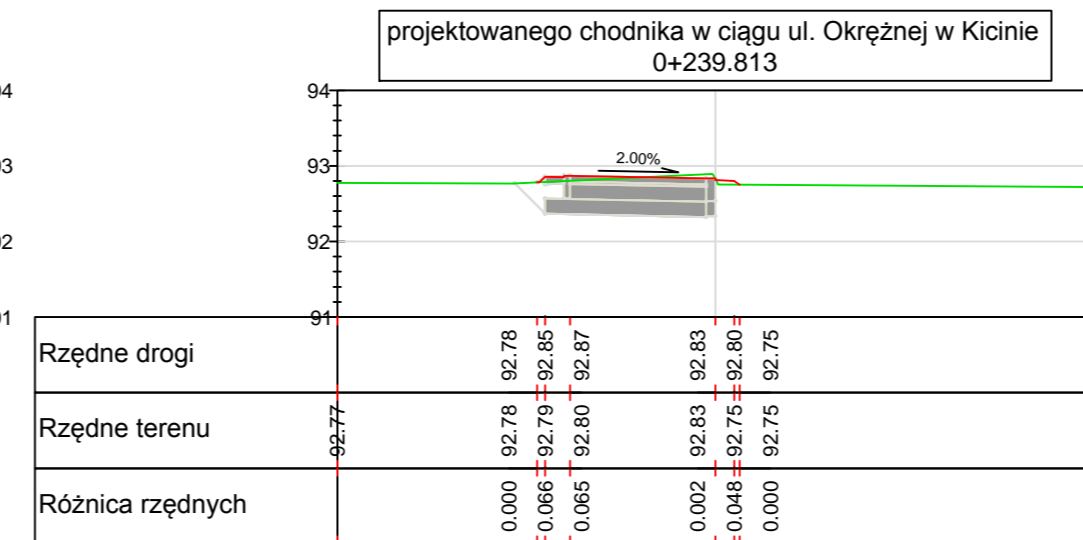 projektowanego chodnika w ciągu ul. Okrężnej w Kicinie
0+239.813
94
93
92
91
2.00%
Rzędne drogi 92.78 92.85 92.87 92.83 92.80 92.75
Rzędne terenu 92.77 92.78 92.79 92.80 92.83 92.75 92.75
Różnica rzędnych 0.000 0.066 0.065 0.002 0.048 0.000